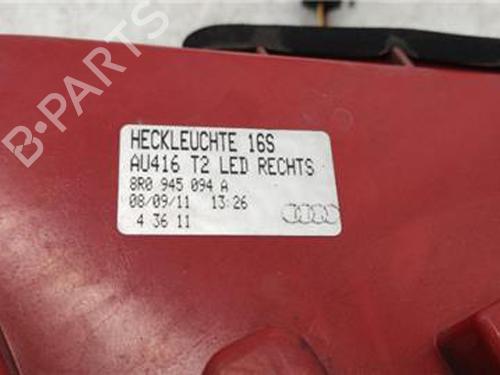 B-PARTS
HECKLEUCHTE 16S
AU416 T2 LED RECHTS
8R0 945 094 A
08/09/11 13:26
4 36 11